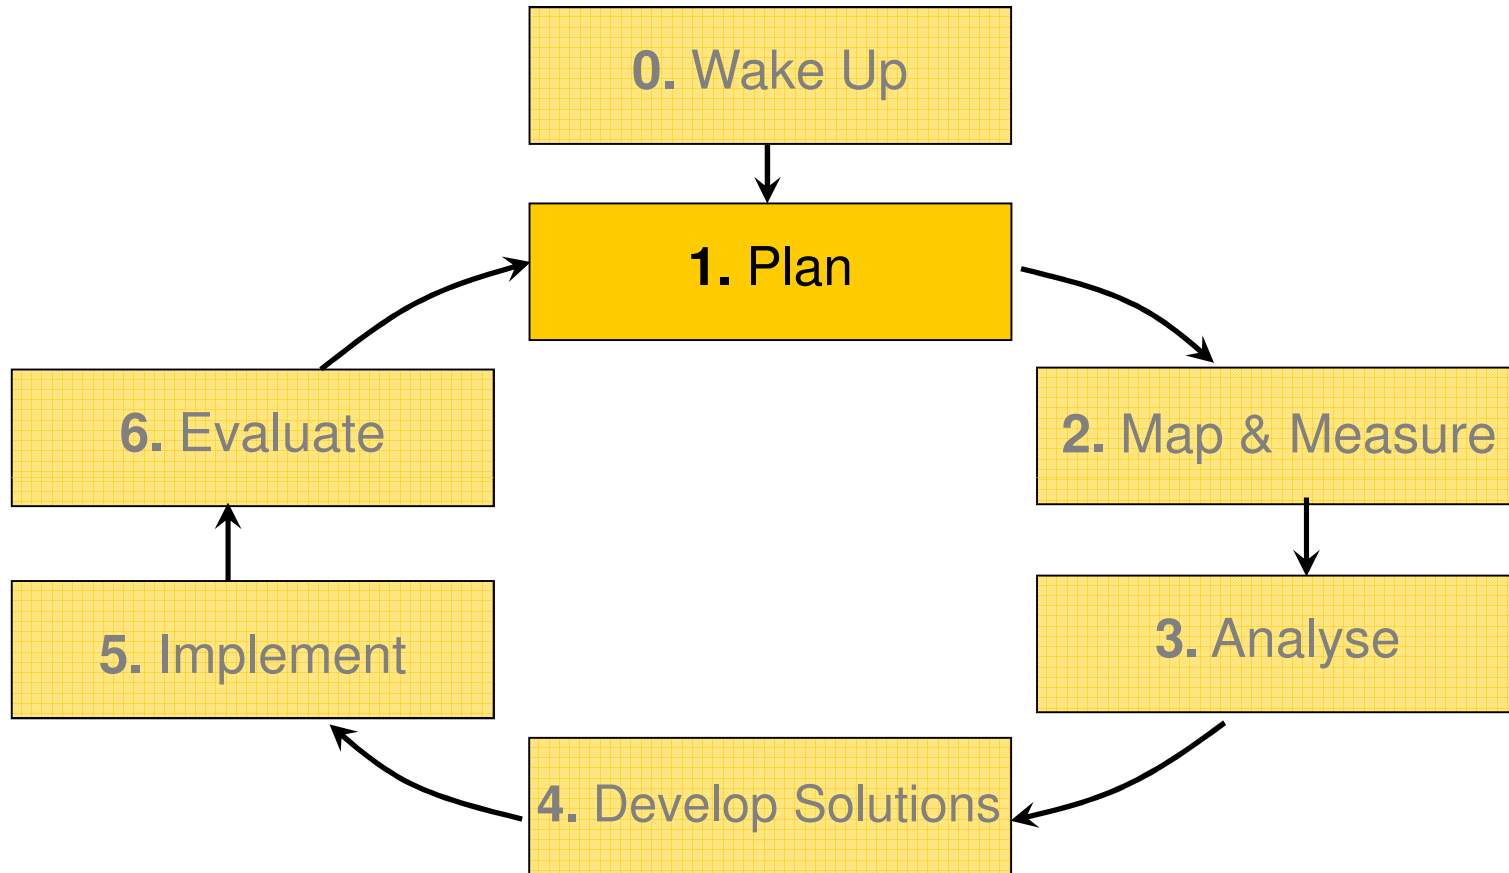 0. Wake Up
1. Plan
2. Map & Measure
3. Analyse
4. Develop Solutions
5. Implement
6. Evaluate